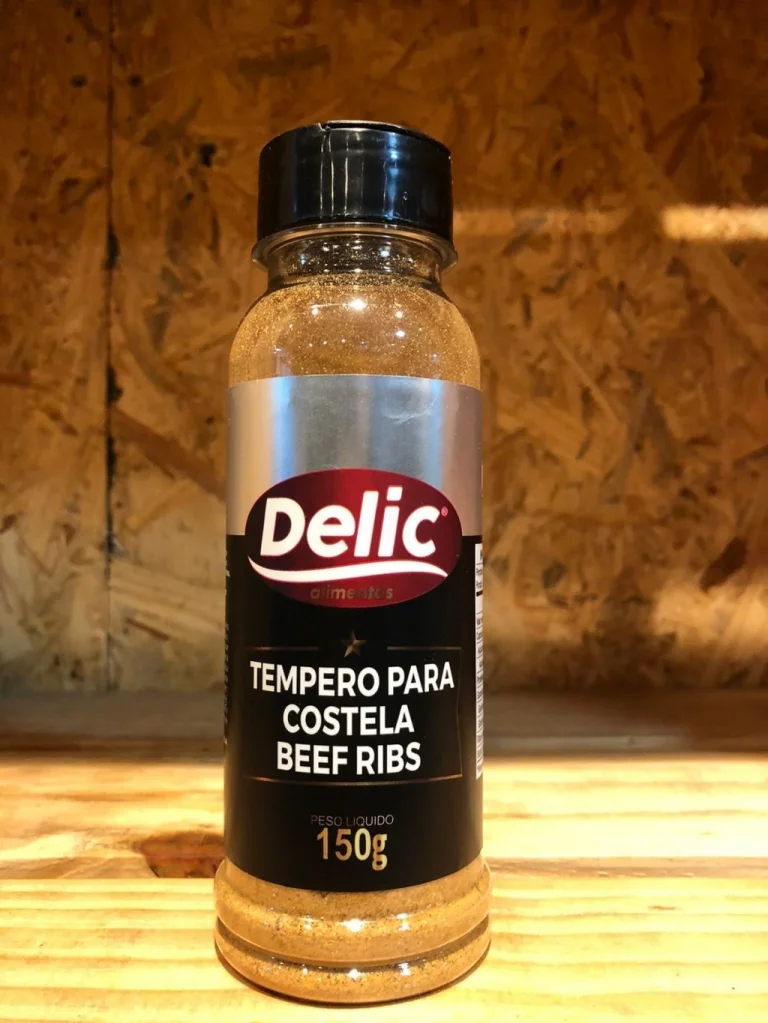 Delic®
alimentos
TEMPERO PARA
COSTELA
BEEF RIBS
PESO LIQUIDO
150g